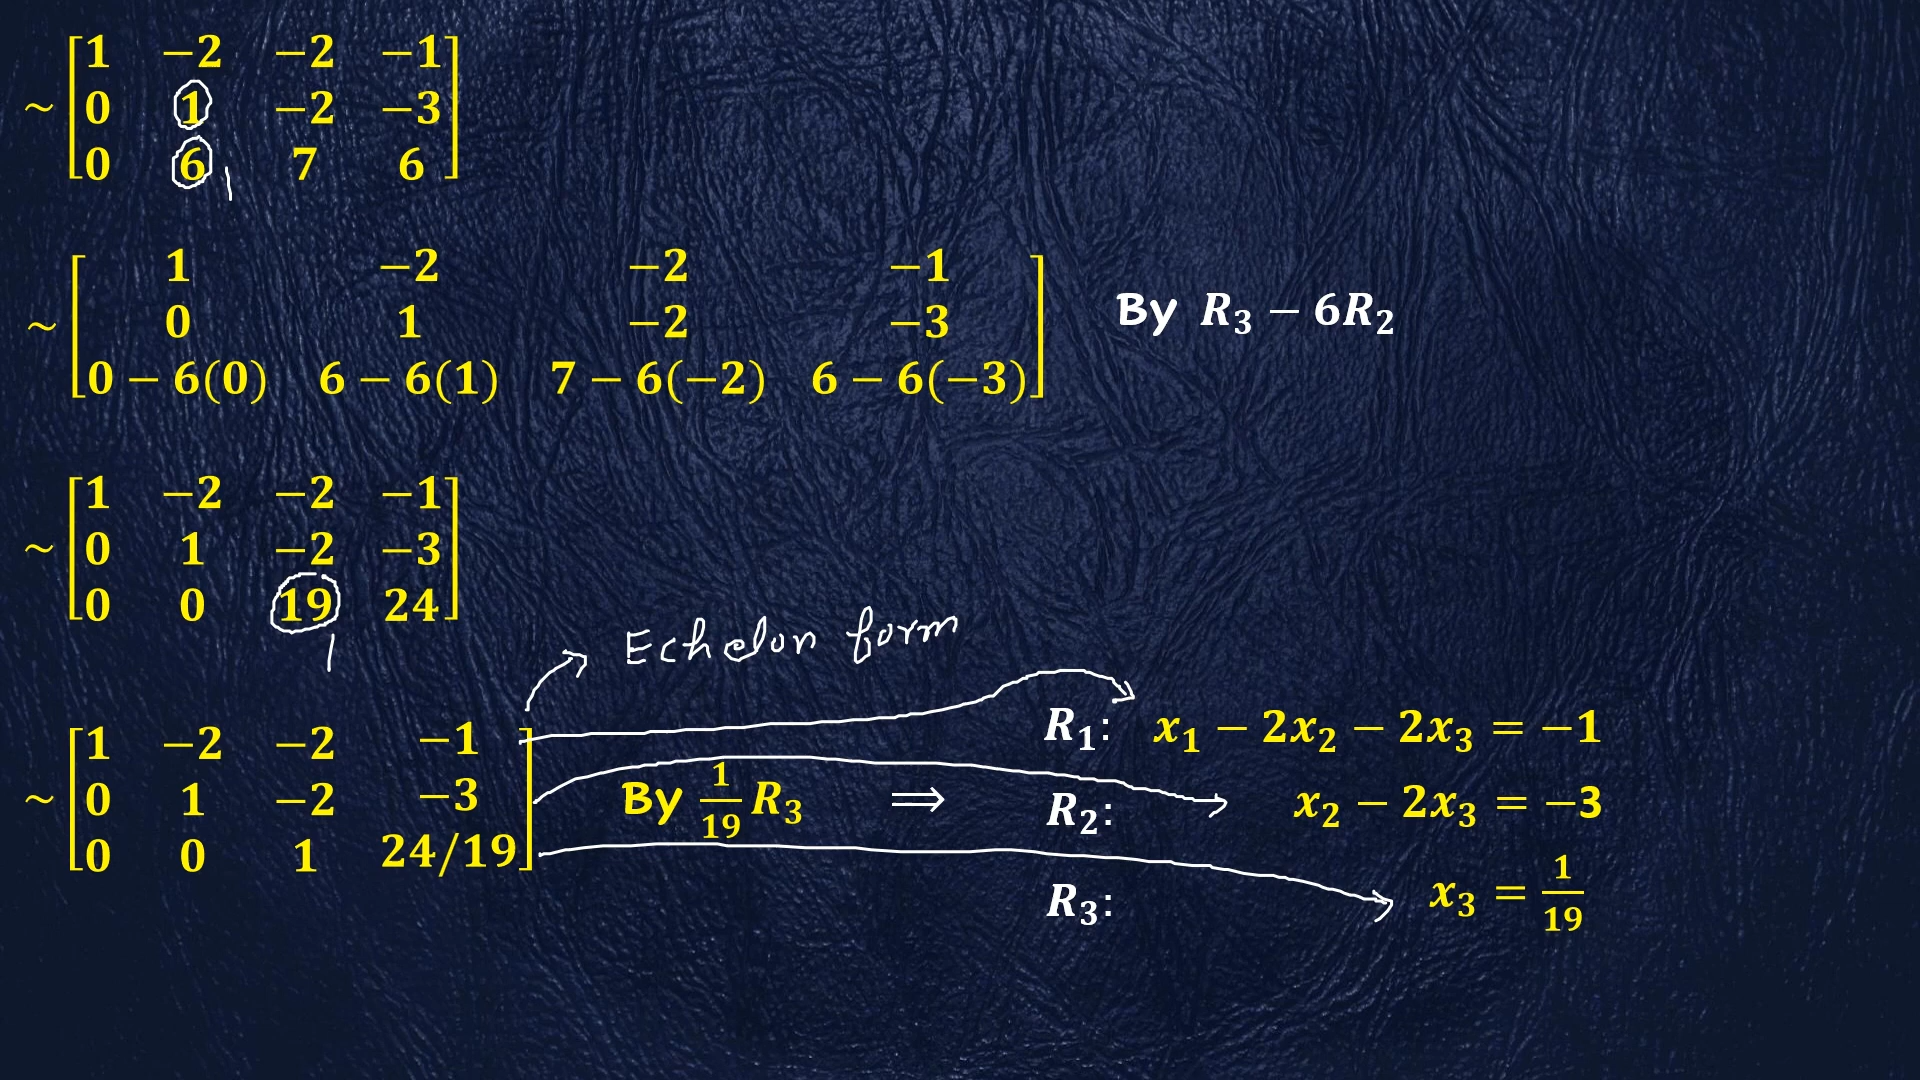 1 −2 −2 −1
~ 0 1 −2 −3
0 6 7 6
1
1 −2 −2 −1
~ 0 1 −2 −3 By R₃ − 6R₂
0 − 6(0) 6 − 6(1) 7 − 6(−2) 6 − 6(−3)
1 −2 −2 −1
~ 0 1 −2 −3
0 0 19 24
1
Echelon form
1 −2 −2 −1
~ 0 1 −2 −3
0 0 1 24/19
By 1/19 R₃ ⟹
R₁: x₁ − 2x₂ − 2x₃ = −1
R₂: x₂ − 2x₃ = −3
R₃: x₃ = 1/19